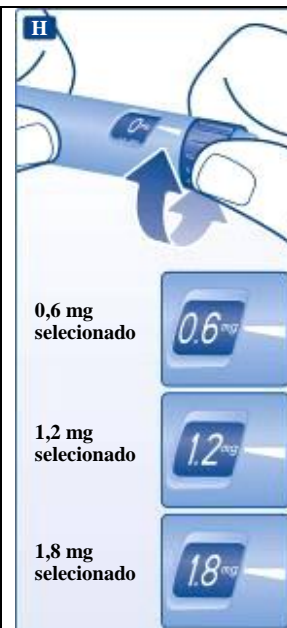 H
0mg
0,6 mg
selecionado
0.6mg
1,2 mg
selecionado
1.2mg
1,8 mg
selecionado
1.8mg